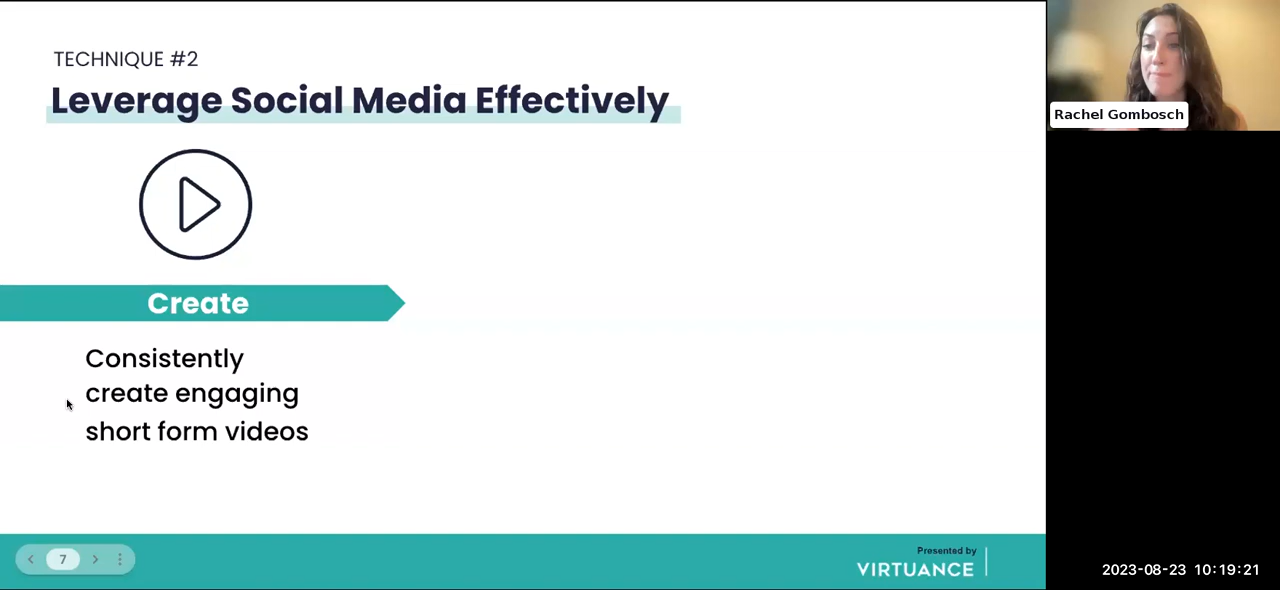 TECHNIQUE #2
Leverage Social Media Effectively
Create
Consistently
create engaging
short form videos
7
Presented by
VIRTUANCE
Rachel Gombosch
2023-08-23 10:19:21